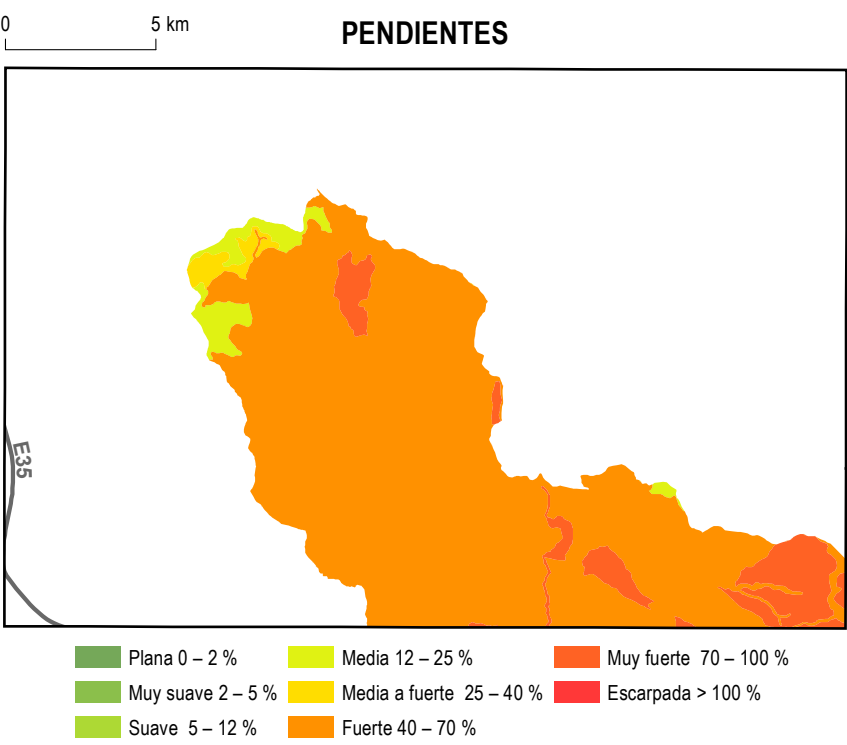 0 5 km
PENDIENTES
E35
Plana 0 – 2 %
Muy suave 2 – 5 %
Suave 5 – 12 %
Media 12 – 25 %
Media a fuerte 25 – 40 %
Fuerte 40 – 70 %
Muy fuerte 70 – 100 %
Escarpada > 100 %